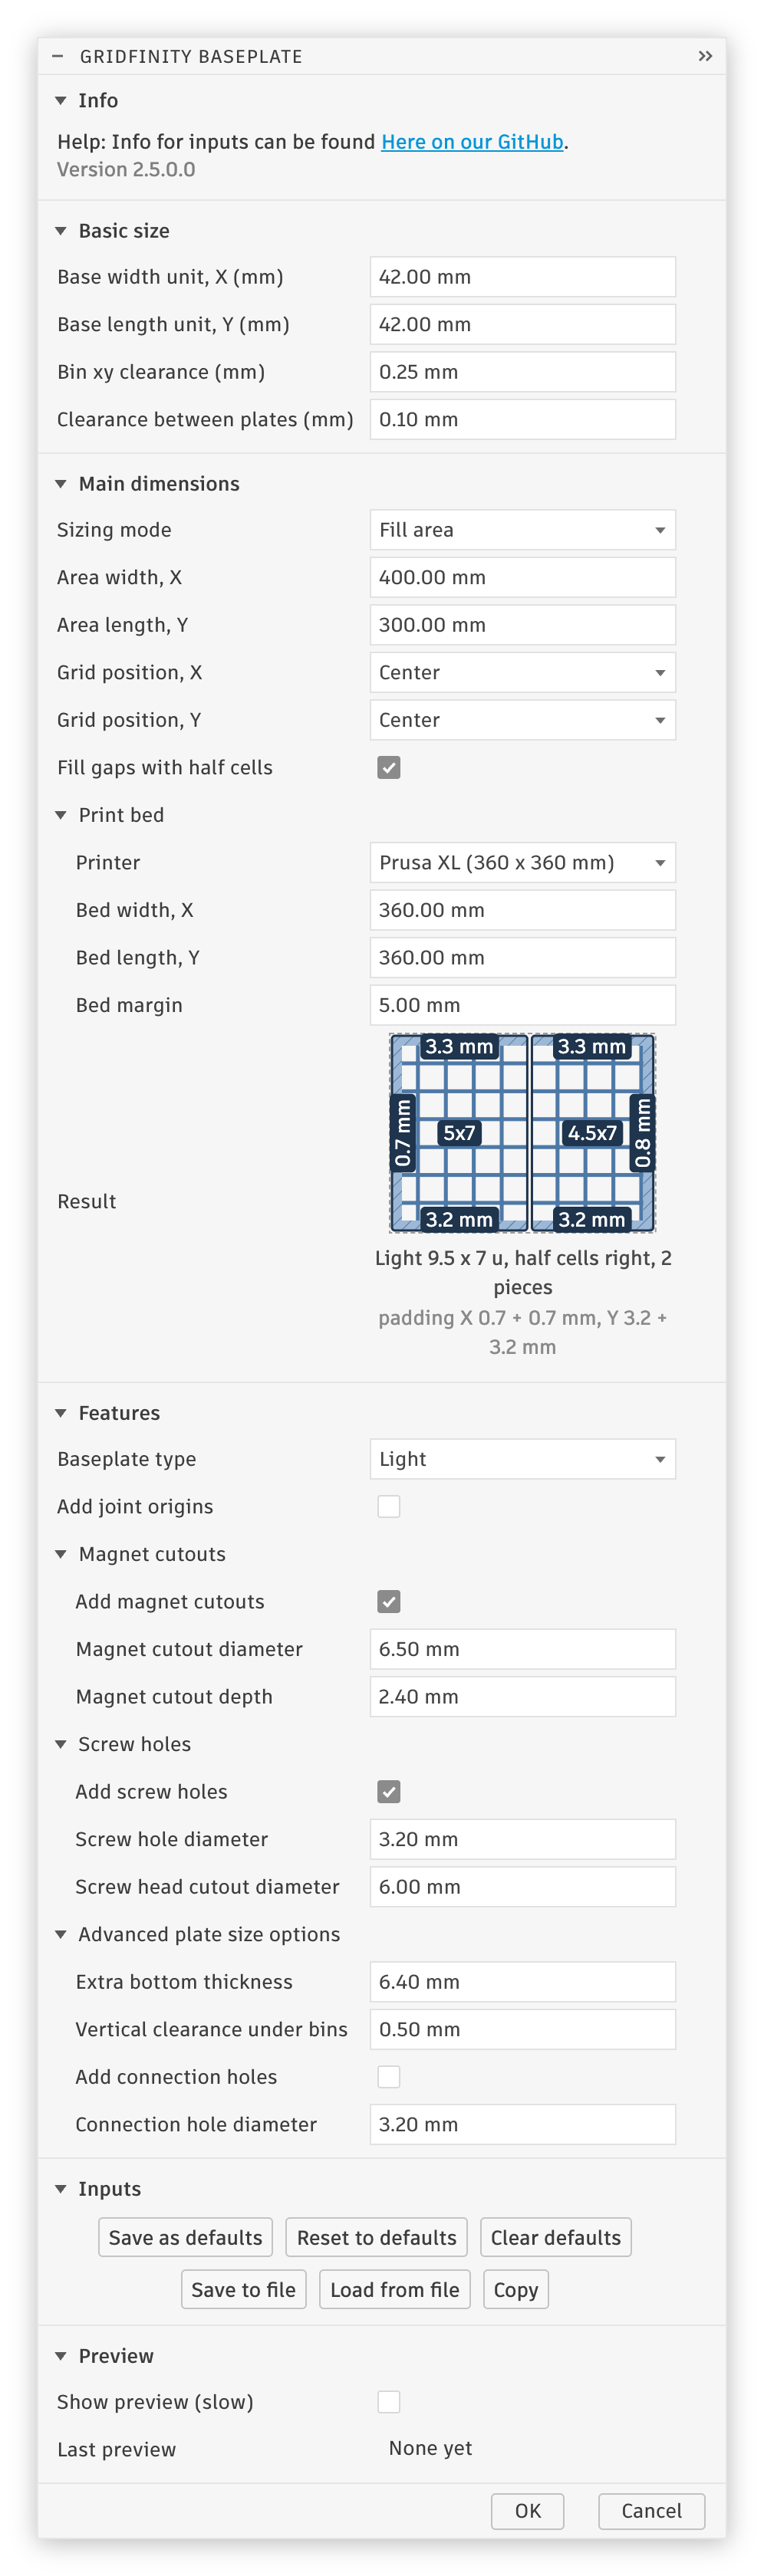 GRIDFINITY BASEPLATE
Info
Help: Info for inputs can be found Here on our GitHub.
Version 2.5.0.0
Basic size
Base width unit, X (mm) 42.00 mm
Base length unit, Y (mm) 42.00 mm
Bin xy clearance (mm) 0.25 mm
Clearance between plates (mm) 0.10 mm
Main dimensions
Sizing mode Fill area
Area width, X 400.00 mm
Area length, Y 300.00 mm
Grid position, X Center
Grid position, Y Center
Fill gaps with half cells
Print bed
Printer Prusa XL (360 x 360 mm)
Bed width, X 360.00 mm
Bed length, Y 360.00 mm
Bed margin 5.00 mm
3.3 mm 3.3 mm
0.7 mm 5x7 4.5x7 0.8 mm
Result
3.2 mm 3.2 mm
Light 9.5 x 7 u, half cells right, 2
pieces
padding X 0.7 + 0.7 mm, Y 3.2 +
3.2 mm
Features
Baseplate type Light
Add joint origins
Magnet cutouts
Add magnet cutouts
Magnet cutout diameter 6.50 mm
Magnet cutout depth 2.40 mm
Screw holes
Add screw holes
Screw hole diameter 3.20 mm
Screw head cutout diameter 6.00 mm
Advanced plate size options
Extra bottom thickness 6.40 mm
Vertical clearance under bins 0.50 mm
Add connection holes
Connection hole diameter 3.20 mm
Inputs
Save as defaults Reset to defaults Clear defaults
Save to file Load from file Copy
Preview
Show preview (slow)
Last preview None yet
OK Cancel